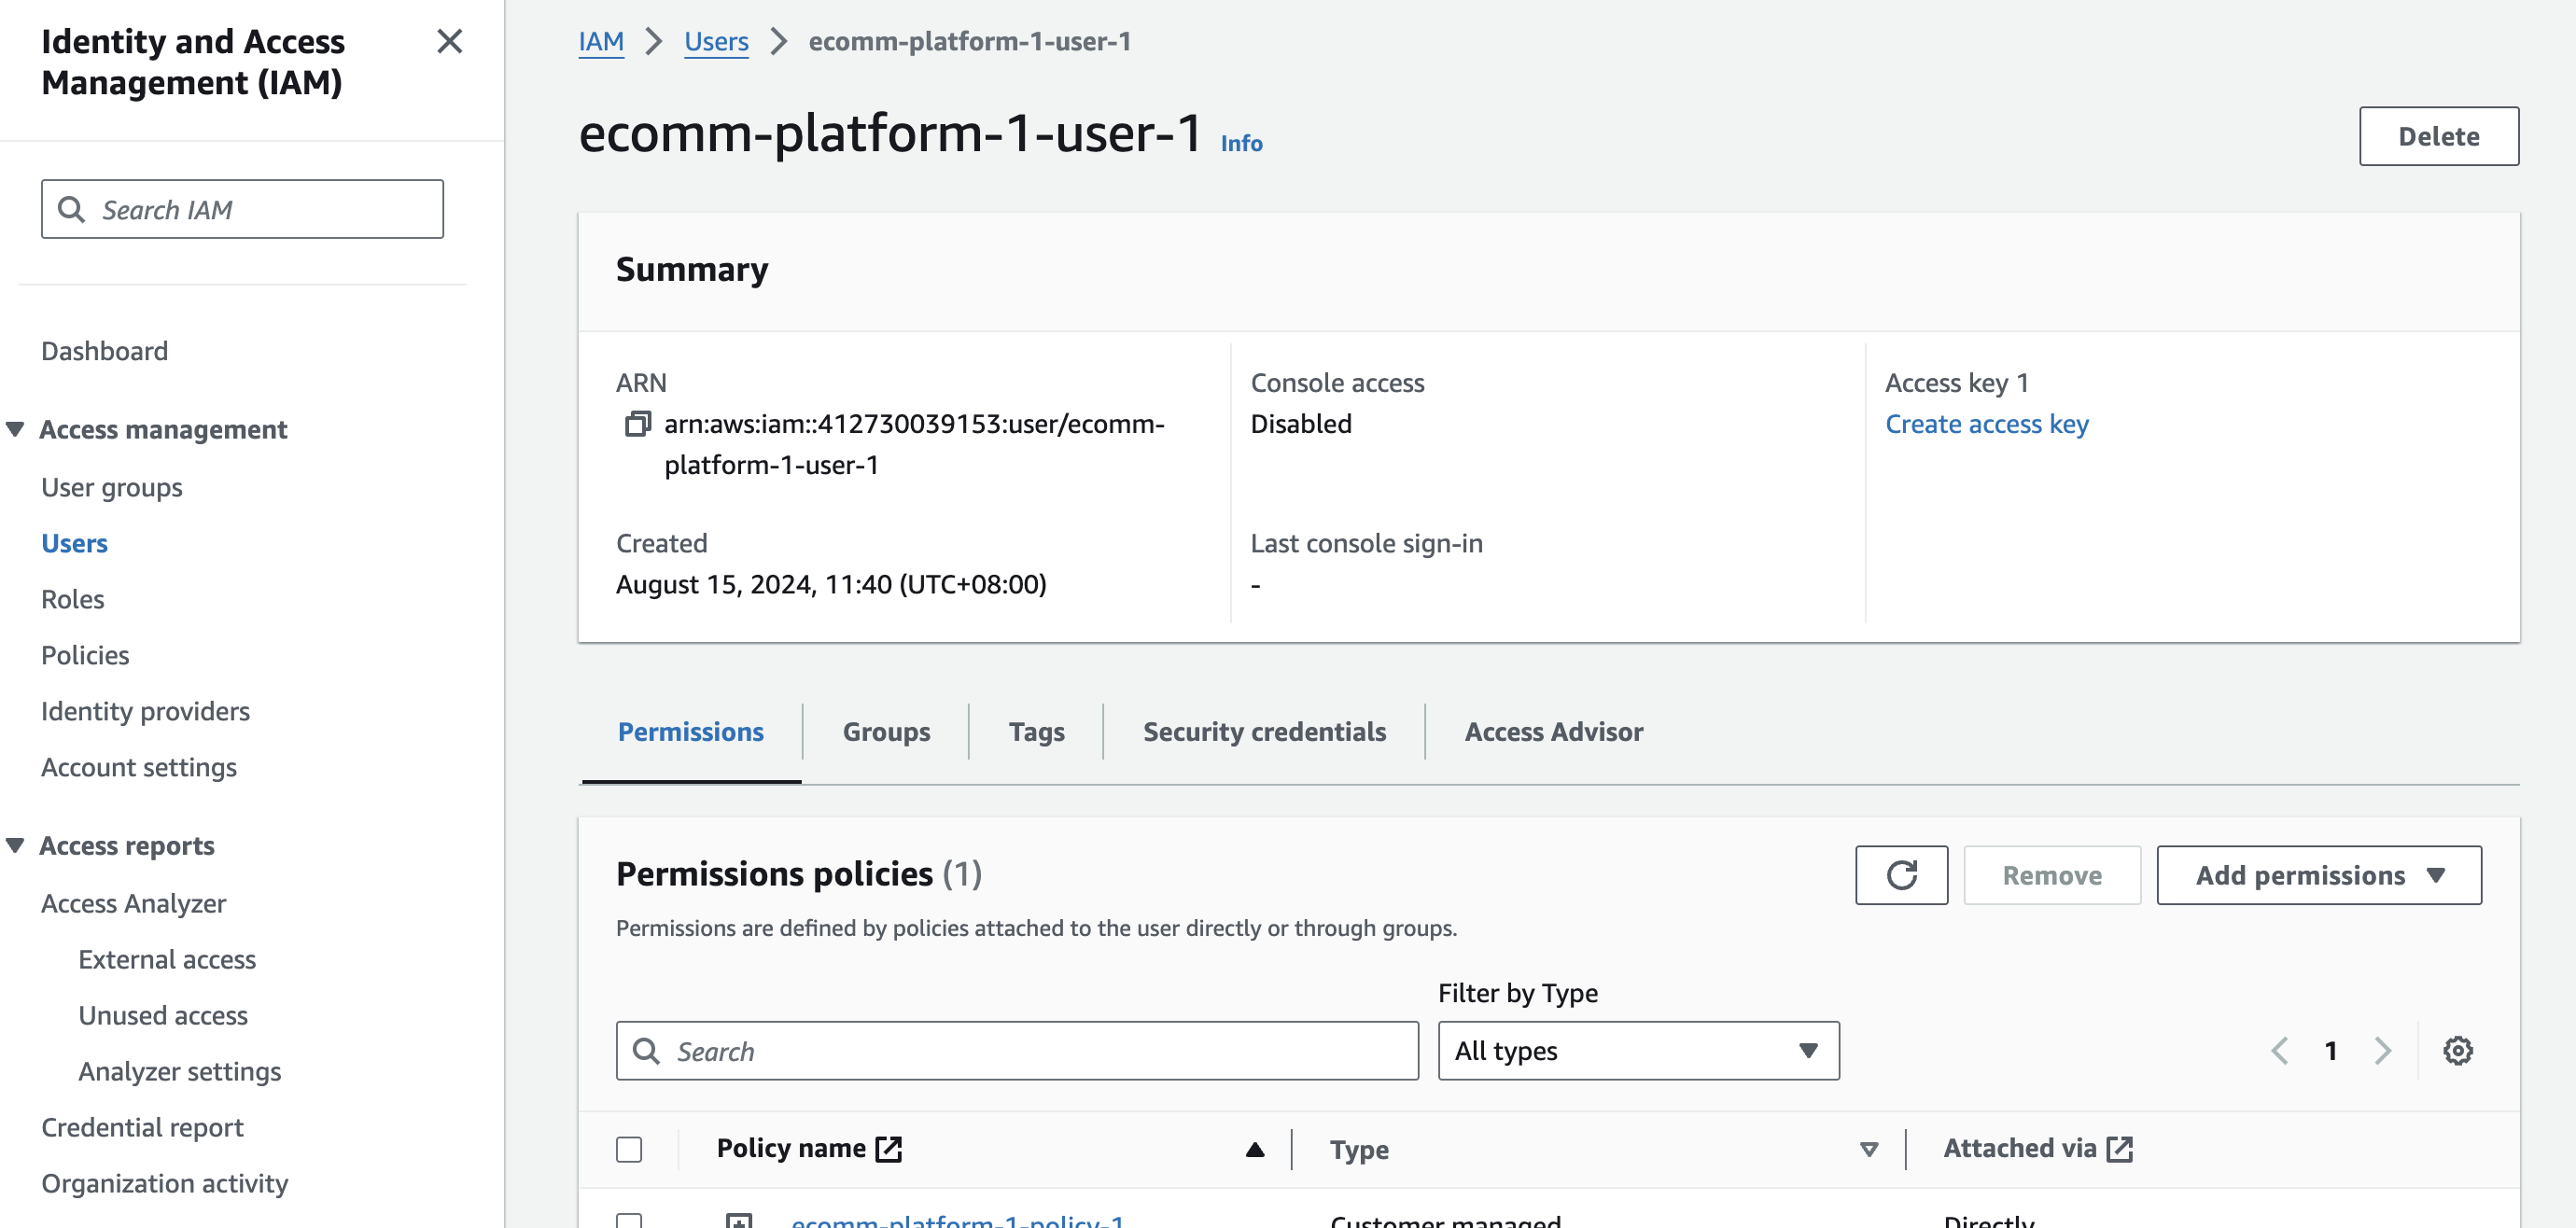 Identity and Access
Management (IAM)
Search IAM
Dashboard
Access management
User groups
Users
Roles
Policies
Identity providers
Account settings
Access reports
Access Analyzer
External access
Unused access
Analyzer settings
Credential report
Organization activity
IAM > Users > ecomm-platform-1-user-1
ecomm-platform-1-user-1 Info
Delete
Summary
ARN
arn:aws:iam::412730039153:user/ecomm-
platform-1-user-1
Created
August 15, 2024, 11:40 (UTC+08:00)
Console access
Disabled
Last console sign-in
-
Access key 1
Create access key
Permissions
Groups
Tags
Security credentials
Access Advisor
Permissions policies (1)
Remove
Add permissions
Permissions are defined by policies attached to the user directly or through groups.
Filter by Type
Search
All types
1
Policy name
Type
Attached via
ecomm-platform-1-policy-1
Customer managed
Directly